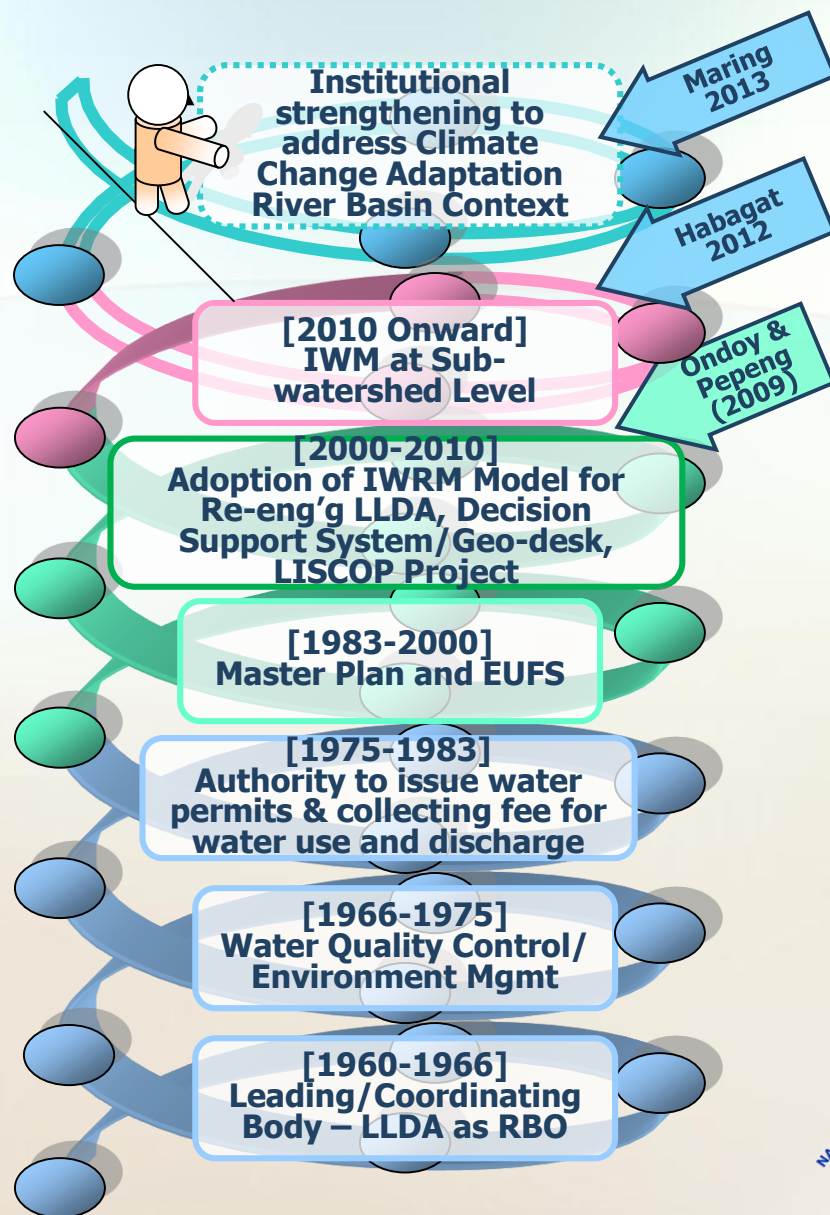 Institutional
strengthening to
address Climate
Change Adaptation
River Basin Context
Maring
2013
Habagat
2012
[2010 Onward]
IWM at Sub-
watershed Level
Ondoy &
Pepeng
(2009)
[2000-2010]
Adoption of IWRM Model for
Re-eng’g LLDA, Decision
Support System/Geo-desk,
LISCOP Project
[1983-2000]
Master Plan and EUFS
[1975-1983]
Authority to issue water
permits & collecting fee for
water use and discharge
[1966-1975]
Water Quality Control/
Environment Mgmt
[1960-1966]
Leading/Coordinating
Body – LLDA as RBO